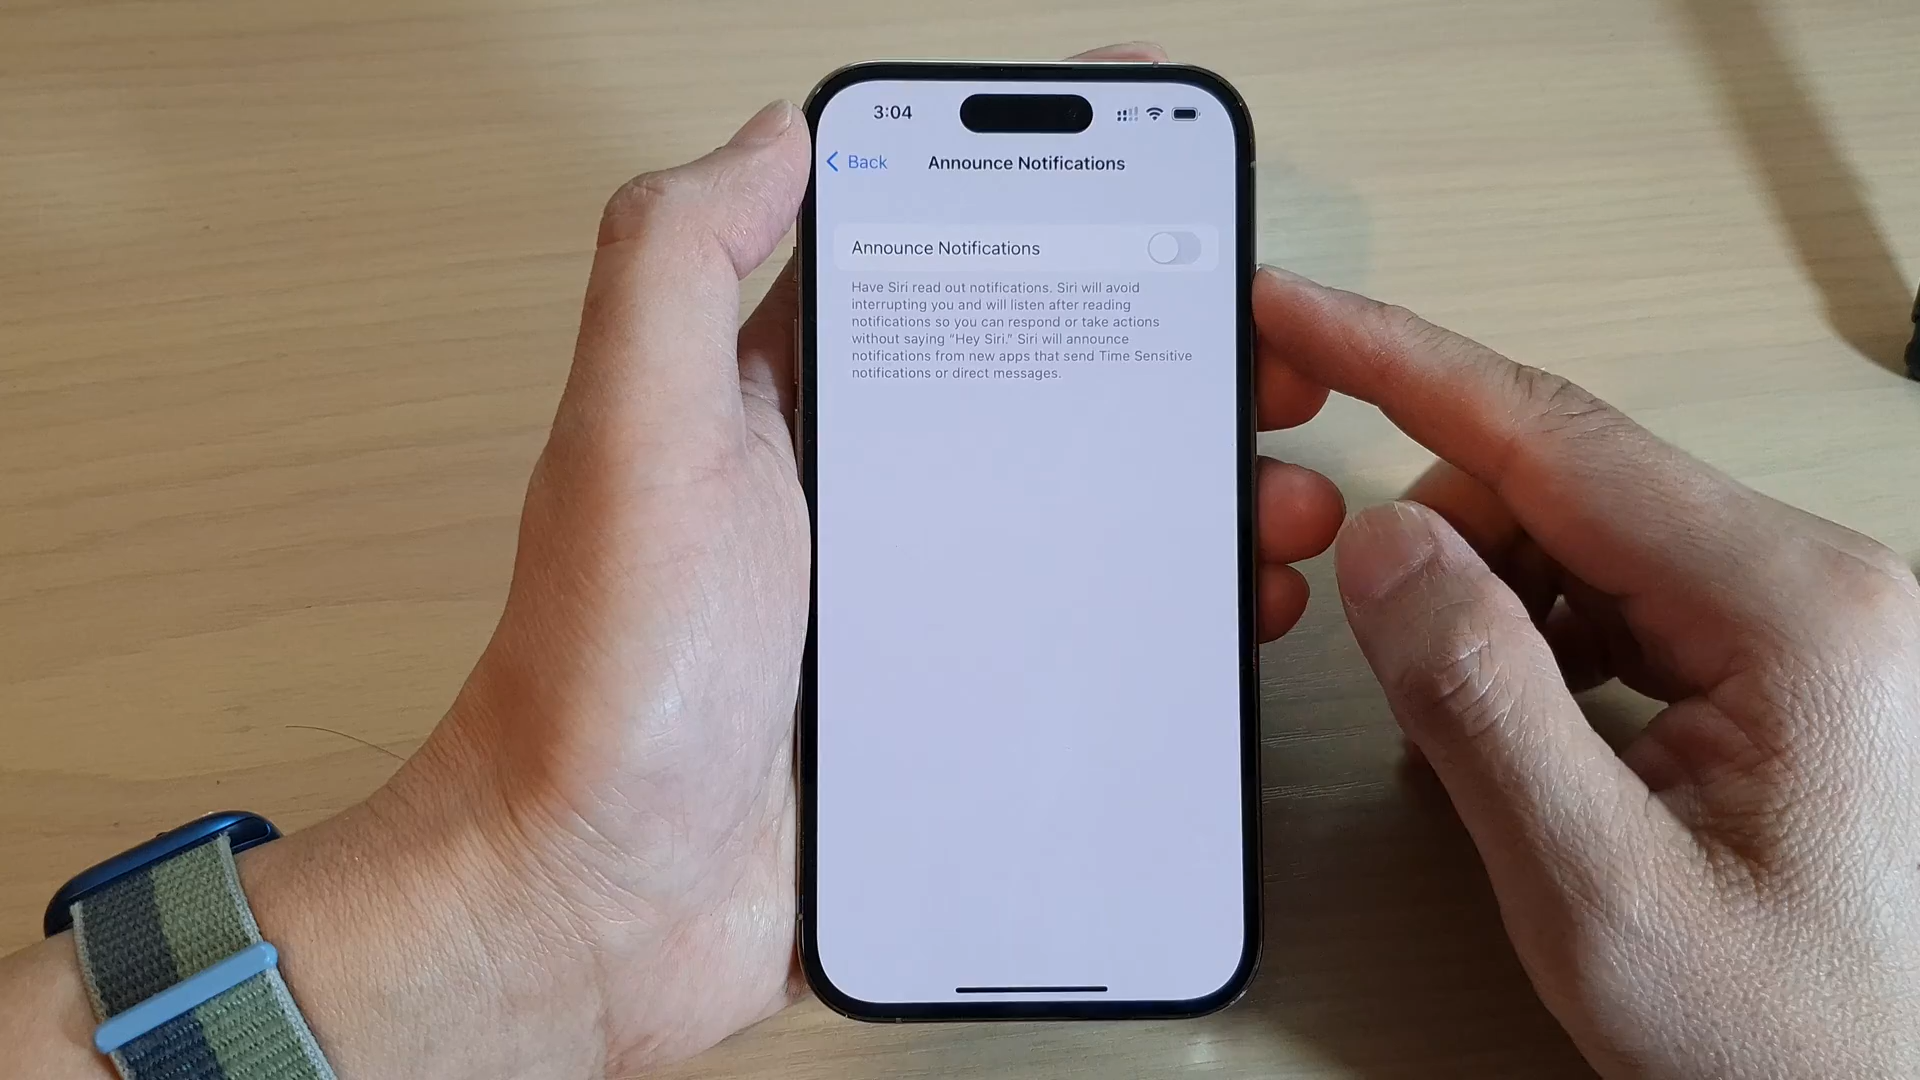 3:04
Back
Announce Notifications
Announce Notifications
Have Siri read out notifications. Siri will avoid
interrupting you and will listen after reading
notifications so you can respond or take actions
without saying “Hey Siri.” Siri will announce
notifications from new apps that send Time Sensitive
notifications or direct messages.